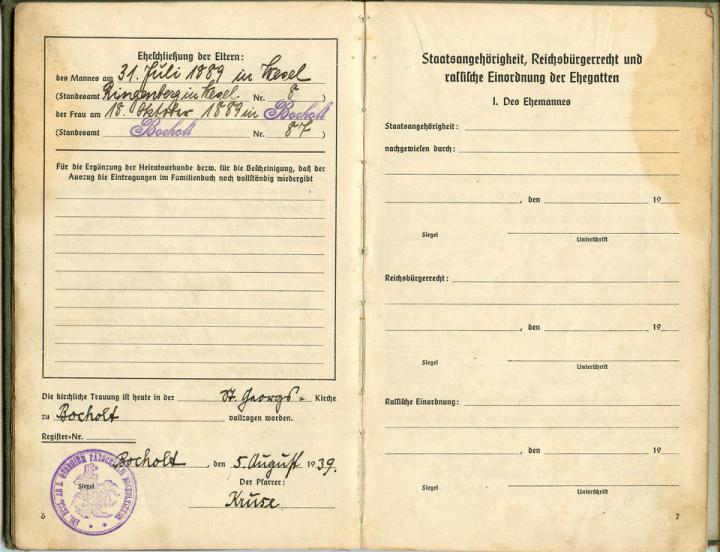 Eheschließung der Eltern:
des Mannes am 31. Juli 1889 in Wesel
(Standesamt Ringenberg in Wesel. Nr. 8 )
der Frau am 18. Oktober 1889 in Bocholt
(Standesamt Bocholt Nr. 87 )
Für die Ergänzung der Heiratsurkunde bezw. für die Bescheinigung, daß der
Auszug die Eintragungen im Familienbuch noch vollständig wiedergibt
Die kirchliche Trauung ist heute in der St. Georgs- Kirche
zu Bocholt vollzogen worden.
Register-Nr.
Bocholt, den 5. August 1939.
Siegel
Der Pfarrer:
Kruse
6
Staatsangehörigkeit, Reichsbürgerrecht und
rassische Einordnung der Ehegatten
I. Des Ehemannes
Staatsangehörigkeit:
nachgewiesen durch:
, den 19
Siegel Unterschrift
Reichsbürgerrecht:
, den 19
Siegel Unterschrift
Rassische Einordnung:
, den 19
Siegel Unterschrift
7